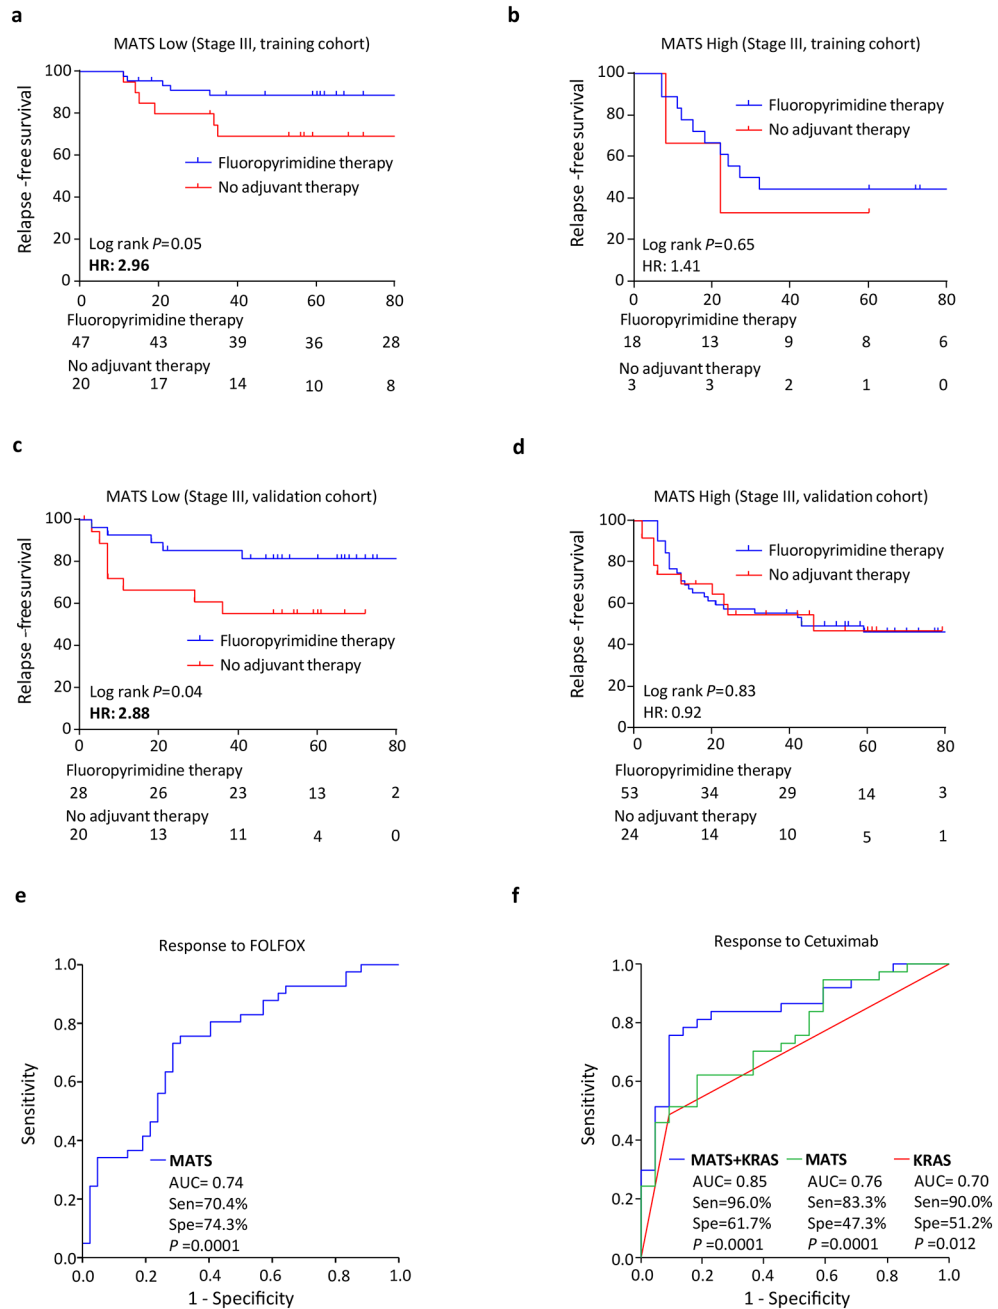 a
MATS Low (Stage III, training cohort)
Relapse -free survival
100
80
60
40
20
0
Fluoropyrimidine therapy
No adjuvant therapy
Log rank P=0.05
HR: 2.96
0 20 40 60 80
Fluoropyrimidine therapy
47 43 39 36 28
No adjuvant therapy
20 17 14 10 8
b
MATS High (Stage III, training cohort)
Relapse -free survival
100
80
60
40
20
0
Fluoropyrimidine therapy
No adjuvant therapy
Log rank P=0.65
HR: 1.41
0 20 40 60 80
Fluoropyrimidine therapy
18 13 9 8 6
No adjuvant therapy
3 3 2 1 0
c
MATS Low (Stage III, validation cohort)
Relapse -free survival
100
80
60
40
20
0
Fluoropyrimidine therapy
No adjuvant therapy
Log rank P=0.04
HR: 2.88
0 20 40 60 80
Fluoropyrimidine therapy
28 26 23 13 2
No adjuvant therapy
20 13 11 4 0
d
MATS High (Stage III, validation cohort)
Relapse -free survival
100
80
60
40
20
0
Fluoropyrimidine therapy
No adjuvant therapy
Log rank P=0.83
HR: 0.92
0 20 40 60 80
Fluoropyrimidine therapy
53 34 29 14 3
No adjuvant therapy
24 14 10 5 1
e
Response to FOLFOX
Sensitivity
1.0
0.8
0.6
0.4
0.2
0.0
MATS
AUC= 0.74
Sen=70.4%
Spe=74.3%
P =0.0001
0.0 0.2 0.4 0.6 0.8 1.0
1 - Specificity
f
Response to Cetuximab
Sensitivity
1.0
0.8
0.6
0.4
0.2
0.0
MATS+KRAS MATS KRAS
AUC= 0.85 AUC= 0.76 AUC= 0.70
Sen=96.0% Sen=83.3% Sen=90.0%
Spe=61.7% Spe=47.3% Spe=51.2%
P =0.0001 P =0.0001 P =0.012
0.0 0.2 0.4 0.6 0.8 1.0
1 - Specificity